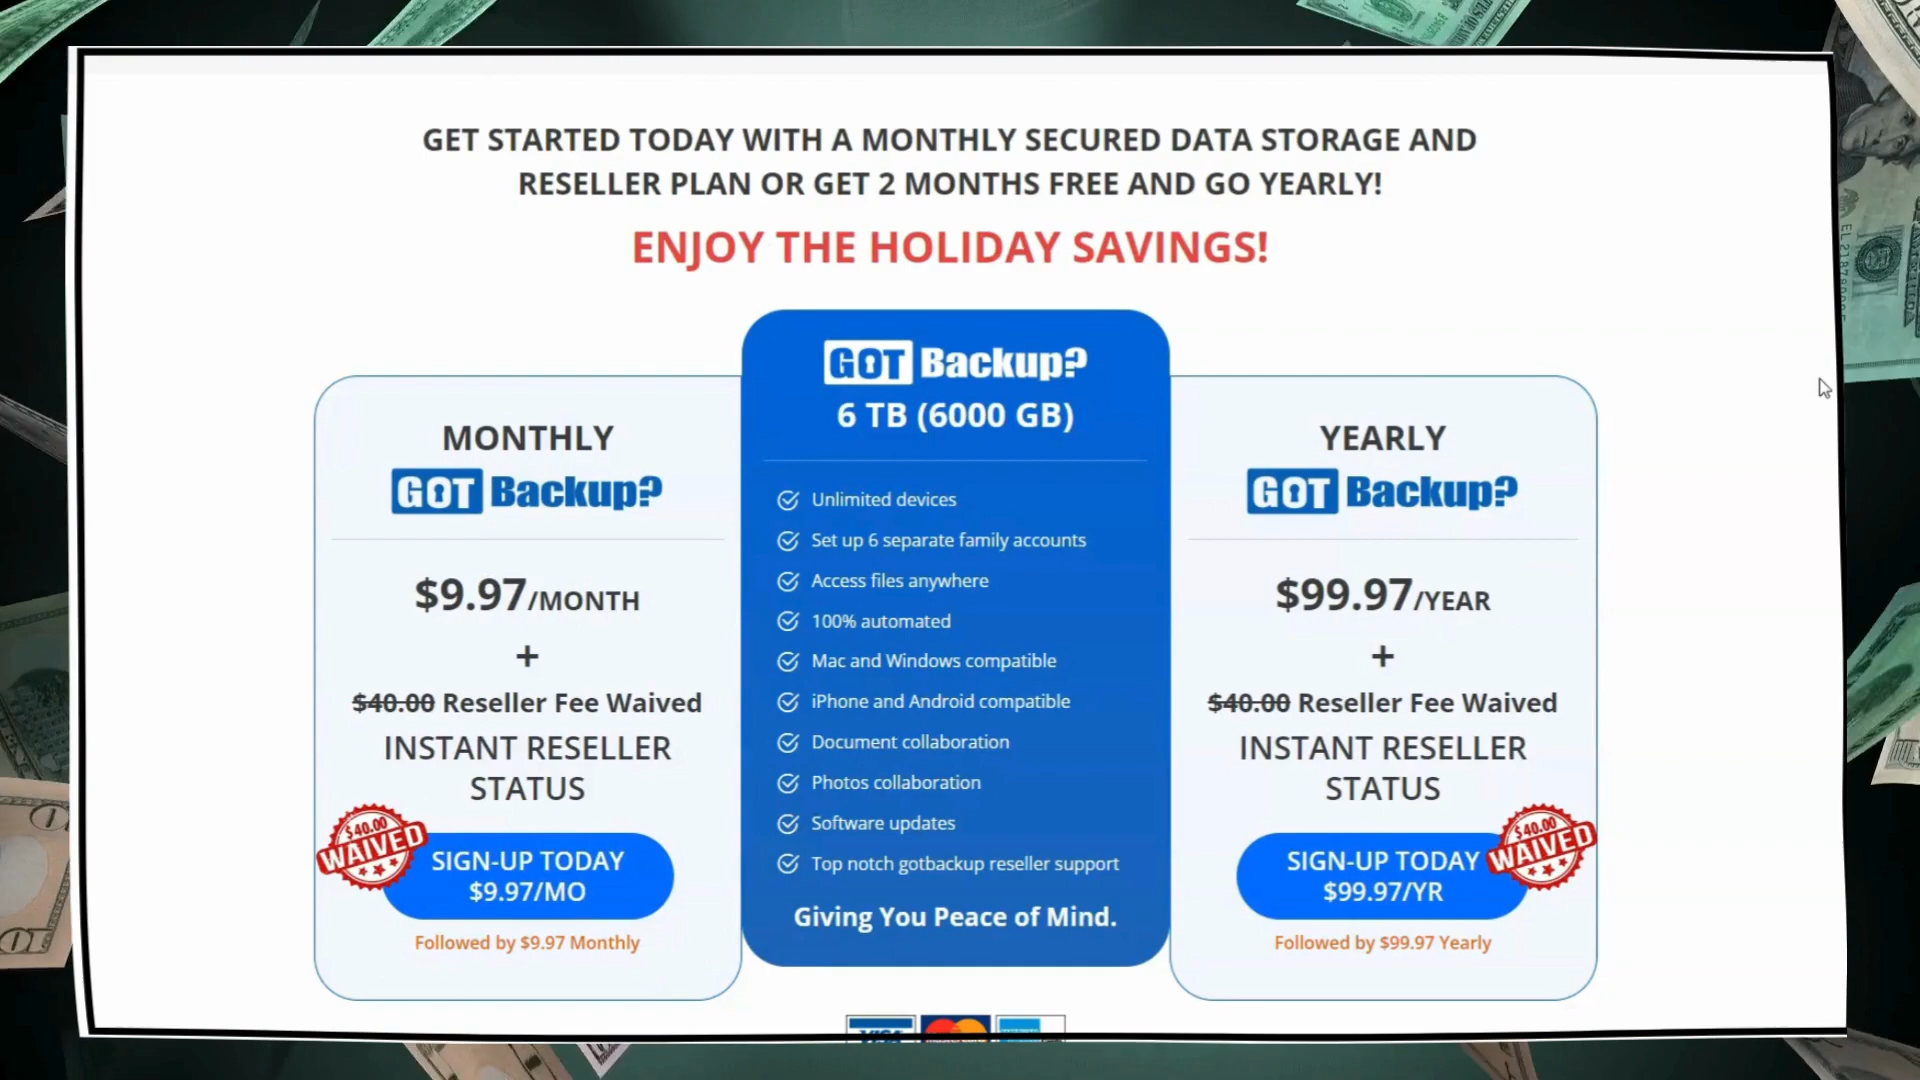 GET STARTED TODAY WITH A MONTHLY SECURED DATA STORAGE AND
RESELLER PLAN OR GET 2 MONTHS FREE AND GO YEARLY!
ENJOY THE HOLIDAY SAVINGS!
MONTHLY
GOT Backup?
$9.97/MONTH
+
$40.00 Reseller Fee Waived
INSTANT RESELLER
STATUS
$40.00
WAIVED
SIGN-UP TODAY
$9.97/MO
Followed by $9.97 Monthly
GOT Backup?
6 TB (6000 GB)
Unlimited devices
Set up 6 separate family accounts
Access files anywhere
100% automated
Mac and Windows compatible
iPhone and Android compatible
Document collaboration
Photos collaboration
Software updates
Top notch gotbackup reseller support
Giving You Peace of Mind.
YEARLY
GOT Backup?
$99.97/YEAR
+
$40.00 Reseller Fee Waived
INSTANT RESELLER
STATUS
$40.00
WAIVED
SIGN-UP TODAY
$99.97/YR
Followed by $99.97 Yearly
VISA